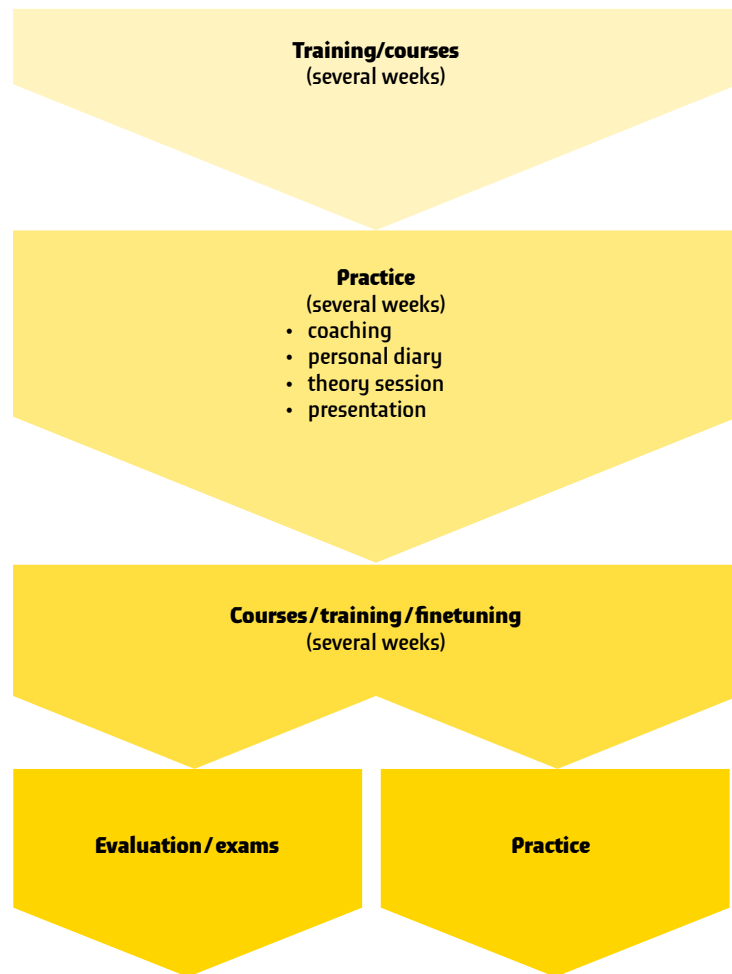 Training/courses
(several weeks)
Practice
(several weeks)
• coaching
• personal diary
• theory session
• presentation
Courses/training/finetuning
(several weeks)
Evaluation/exams
Practice